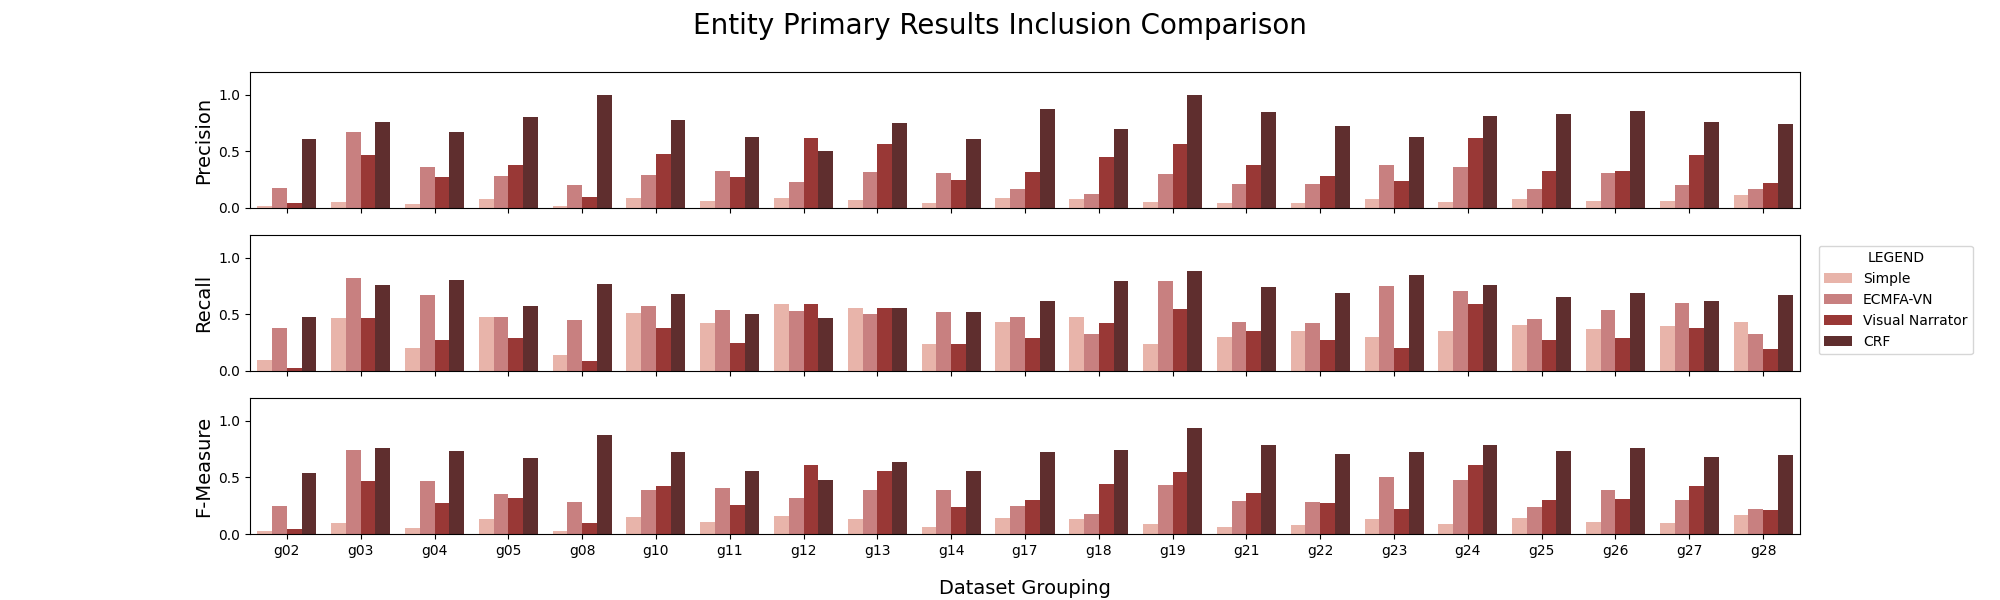 Entity Primary Results Inclusion Comparison
Precision
1.0
0.5
0.0
Recall
1.0
0.5
0.0
F-Measure
1.0
0.5
0.0
g02 g03 g04 g05 g08 g10 g11 g12 g13 g14 g17 g18 g19 g21 g22 g23 g24 g25 g26 g27 g28
Dataset Grouping
LEGEND
Simple
ECMFA-VN
Visual Narrator
CRF